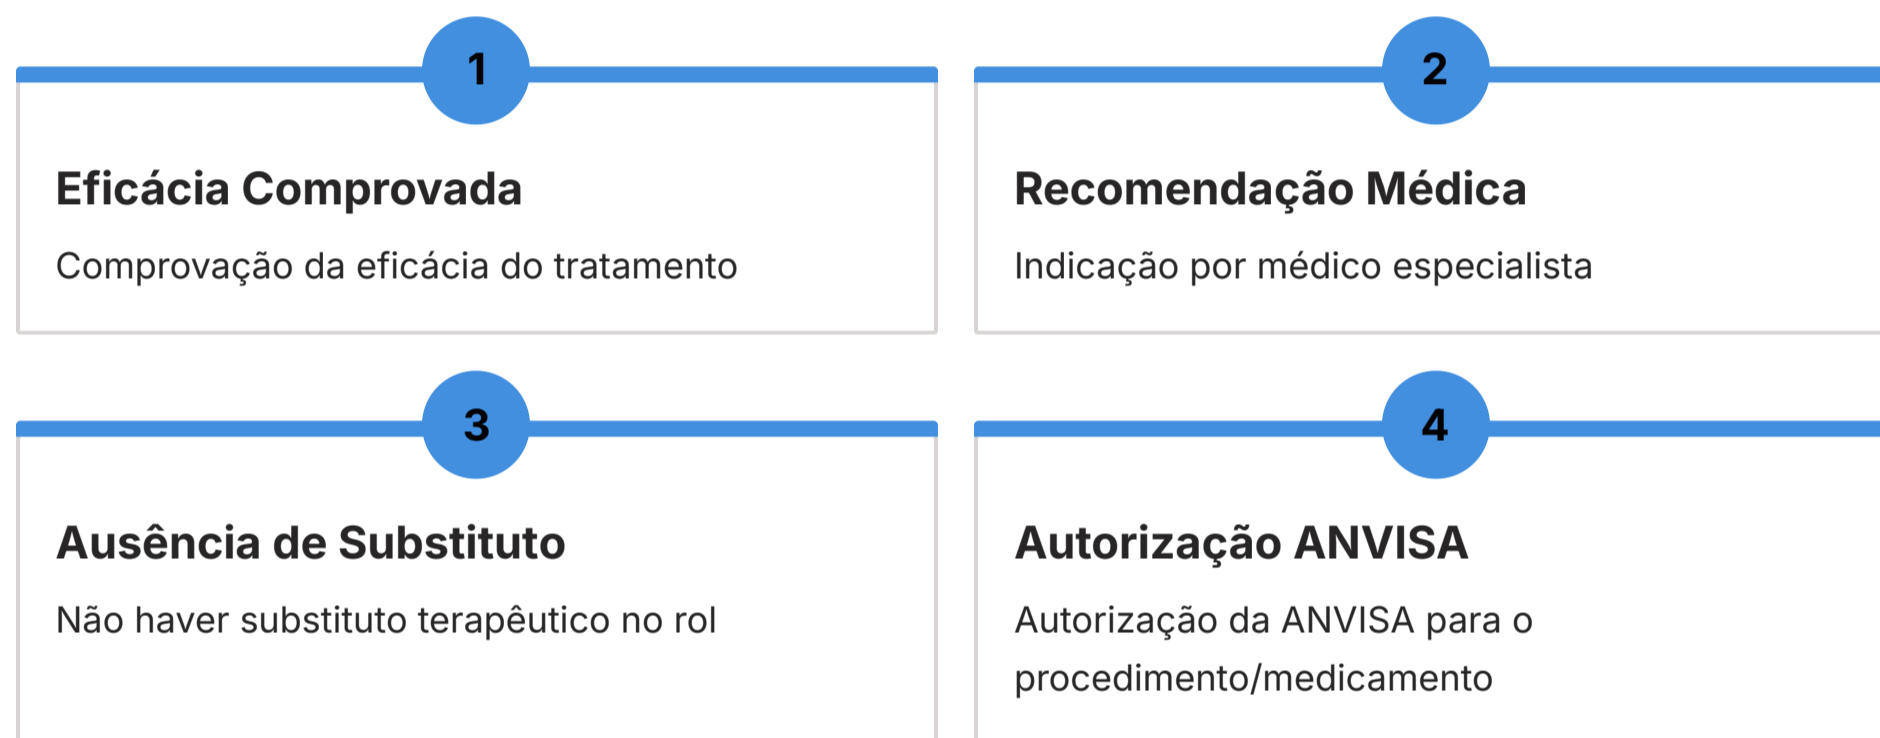 1
Eficácia Comprovada
Comprovação da eficácia do tratamento
2
Recomendação Médica
Indicação por médico especialista
3
Ausência de Substituto
Não haver substituto terapêutico no rol
4
Autorização ANVISA
Autorização da ANVISA para o
procedimento/medicamento